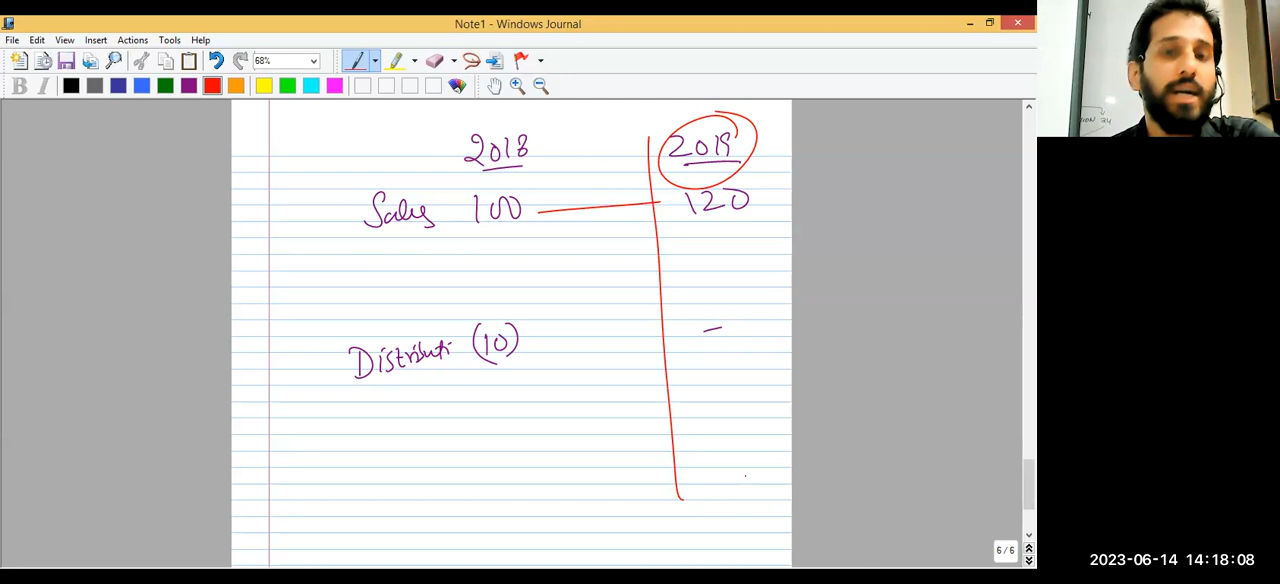 Note1 - Windows Journal
File Edit View Insert Actions Tools Help
68%
B I
2018 2019
Sales 100 120
Distributi (10) -
6/6
2023-06-14 14:18:08